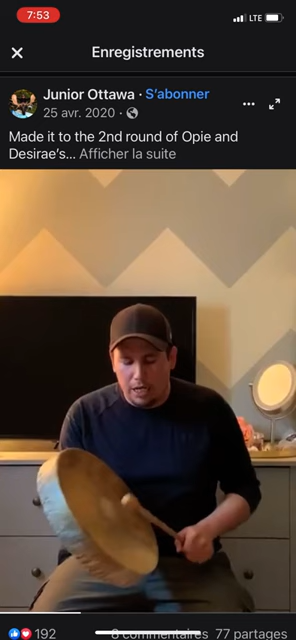 7:53
LTE
Enregistrements
Junior Ottawa · S'abonner
25 avr. 2020 ·
Made it to the 2nd round of Opie and
Desirae's... Afficher la suite
192 8 commentaires 77 partages